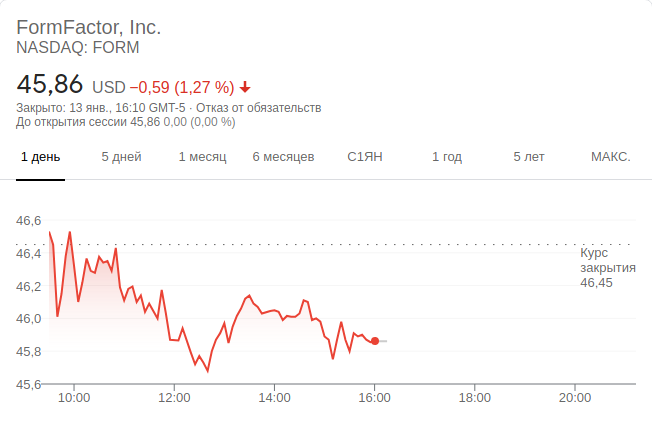 FormFactor, Inc.
NASDAQ: FORM
45,86 USD −0,59 (1,27 %)
Закрыто: 13 янв., 16:10 GMT-5 · Отказ от обязательств
До открытия сессии 45,86 0,00 (0,00 %)
1 день 5 дней 1 месяц 6 месяцев С1ЯН 1 год 5 лет МАКС.
46,6
46,4
Курс
закрытия
46,45
46,2
46,0
45,8
45,6
10:00 12:00 14:00 16:00 18:00 20:00